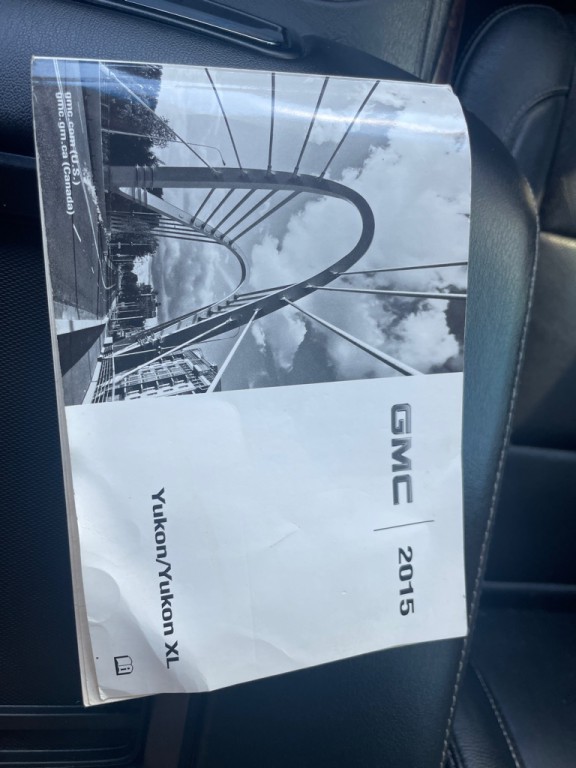 GMC | 2015
Yukon/Yukon XL
gmc.com (U.S.)
gmc.gm.ca (Canada)